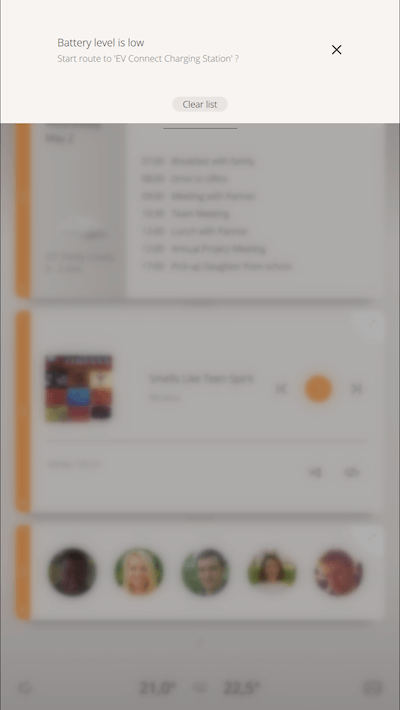 Battery level is low
Start route to 'EV Connect Charging Station' ?
Clear list
May 2
07:00 Breakfast with family
08:00 Drive to office
09:00 Meeting with Partner
10:30 Team Meeting
12:00 Lunch with Partner
Annual Project Meeting
17:00 Pick up Daughter from school
Smells Like Teen Spirit
21,0° 22,5°